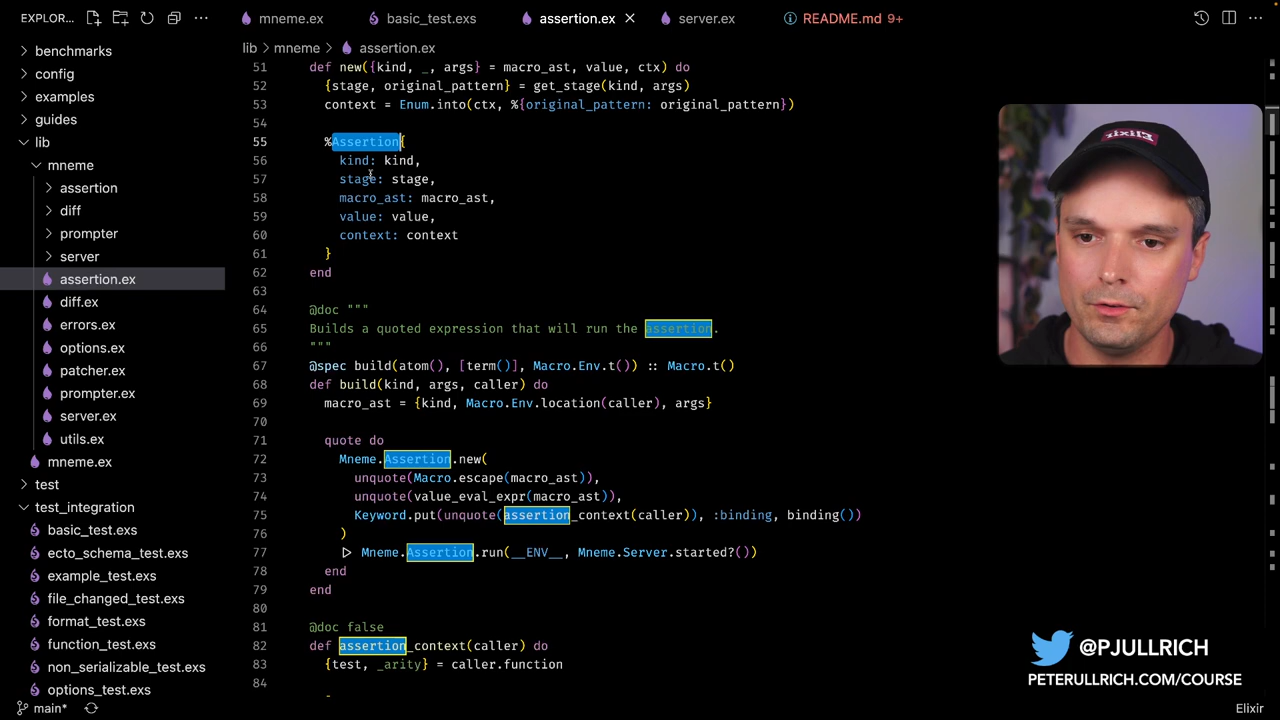 EXPLOR...
mneme.ex
basic_test.exs
assertion.ex
server.ex
README.md 9+
lib > mneme > assertion.ex
benchmarks
config
examples
guides
lib
mneme
assertion
diff
prompter
server
assertion.ex
diff.ex
errors.ex
options.ex
patcher.ex
prompter.ex
server.ex
utils.ex
mneme.ex
test
test_integration
basic_test.exs
ecto_schema_test.exs
example_test.exs
file_changed_test.exs
format_test.exs
function_test.exs
non_serializable_test.exs
options_test.exs
main*
51 def new({kind, _, args} = macro_ast, value, ctx) do
52 {stage, original_pattern} = get_stage(kind, args)
53 context = Enum.into(ctx, %{original_pattern: original_pattern})
54
55 %Assertion{
56 kind: kind,
57 stage: stage,
58 macro_ast: macro_ast,
59 value: value,
60 context: context
61 }
62 end
63
64 @doc """
65 Builds a quoted expression that will run the assertion.
66 """
67 @spec build(atom(), [term()], Macro.Env.t()) :: Macro.t()
68 def build(kind, args, caller) do
69 macro_ast = {kind, Macro.Env.location(caller), args}
70
71 quote do
72 Mneme.Assertion.new(
73 unquote(Macro.escape(macro_ast)),
74 unquote(value_eval_expr(macro_ast)),
75 Keyword.put(unquote(assertion_context(caller)), :binding, binding())
76 )
77 |> Mneme.Assertion.run(__ENV__, Mneme.Server.started?())
78 end
79 end
80
81 @doc false
82 def assertion_context(caller) do
83 {test, _arity} = caller.function
84
@PJULLRICH
PETERULLRICH.COM/COURSE
Elixir